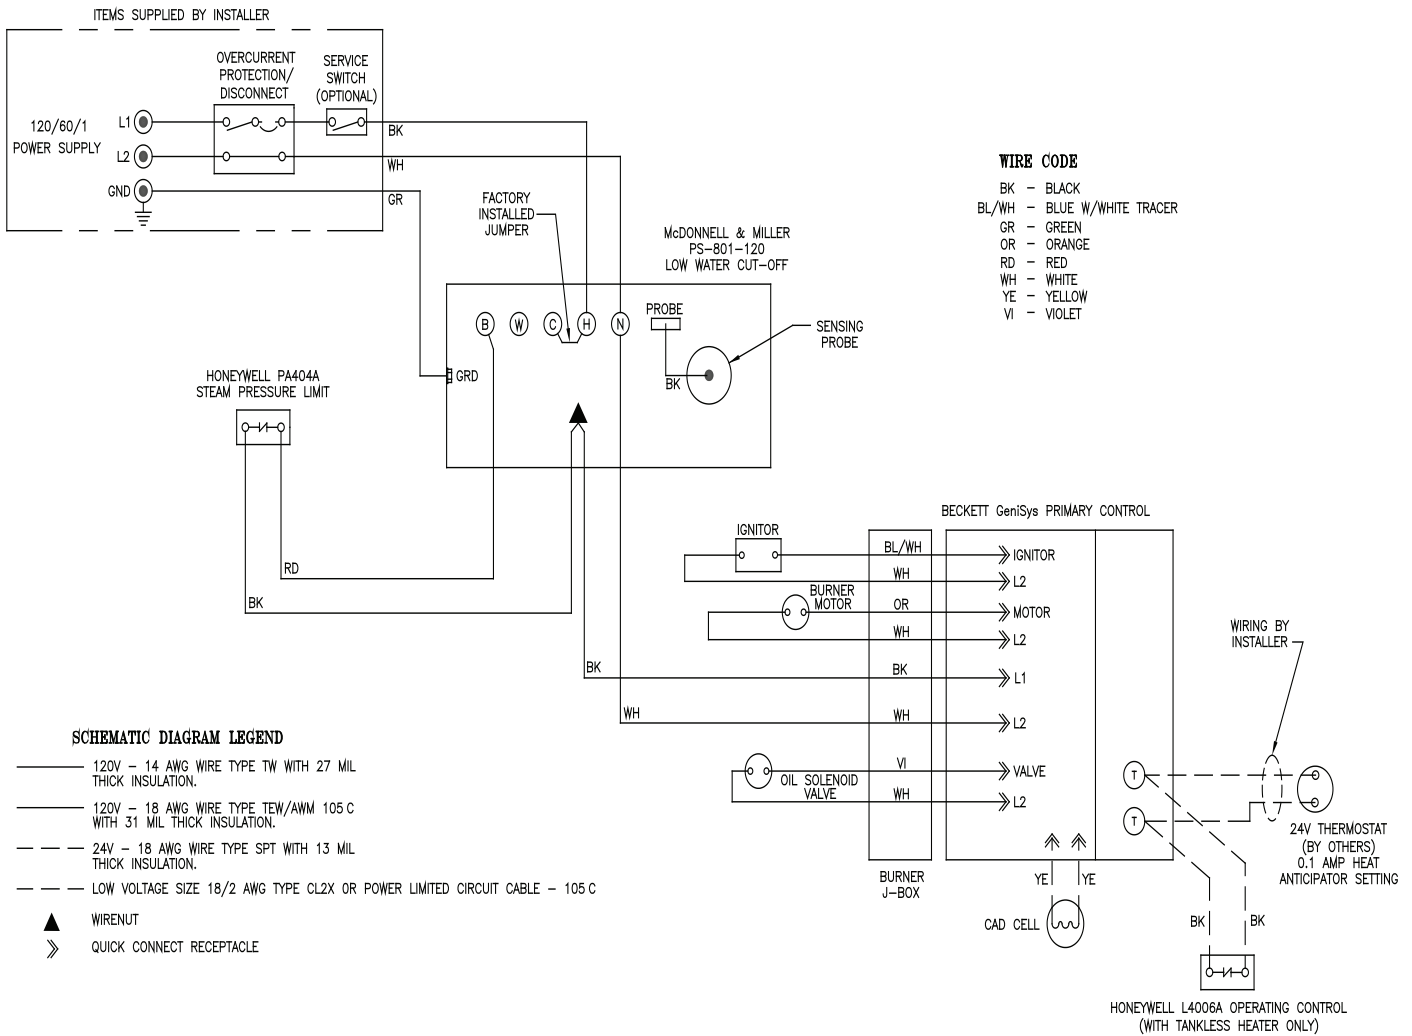 ITEMS SUPPLIED BY INSTALLER
OVERCURRENT
PROTECTION/
DISCONNECT
SERVICE
SWITCH
(OPTIONAL)
120/60/1
POWER SUPPLY
L1
L2
GND
BK
WH
GR
FACTORY
INSTALLED
JUMPER
McDONNELL & MILLER
PS-801-120
LOW WATER CUT-OFF
B
W
C
H
N
PROBE
BK
GRD
SENSING
PROBE
WIRE CODE
BK - BLACK
BL/WH - BLUE W/WHITE TRACER
GR - GREEN
OR - ORANGE
RD - RED
WH - WHITE
YE - YELLOW
VI - VIOLET
HONEYWELL PA404A
STEAM PRESSURE LIMIT
RD
BK
BK
WH
BECKETT GeniSys PRIMARY CONTROL
IGNITOR
BL/WH
IGNITOR
WH
L2
BURNER
MOTOR
OR
MOTOR
WH
L2
BK
L1
WH
L2
VI
VALVE
OIL SOLENOID
VALVE
WH
L2
BURNER
J-BOX
YE
YE
CAD CELL
T
T
WIRING BY
INSTALLER
24V THERMOSTAT
(BY OTHERS)
0.1 AMP HEAT
ANTICIPATOR SETTING
BK
BK
HONEYWELL L4006A OPERATING CONTROL
(WITH TANKLESS HEATER ONLY)
SCHEMATIC DIAGRAM LEGEND
120V - 14 AWG WIRE TYPE TW WITH 27 MIL
THICK INSULATION.
120V - 18 AWG WIRE TYPE TEW/AWM 105 C
WITH 31 MIL THICK INSULATION.
24V - 18 AWG WIRE TYPE SPT WITH 13 MIL
THICK INSULATION.
LOW VOLTAGE SIZE 18/2 AWG TYPE CL2X OR POWER LIMITED CIRCUIT CABLE - 105 C
WIRENUT
QUICK CONNECT RECEPTACLE